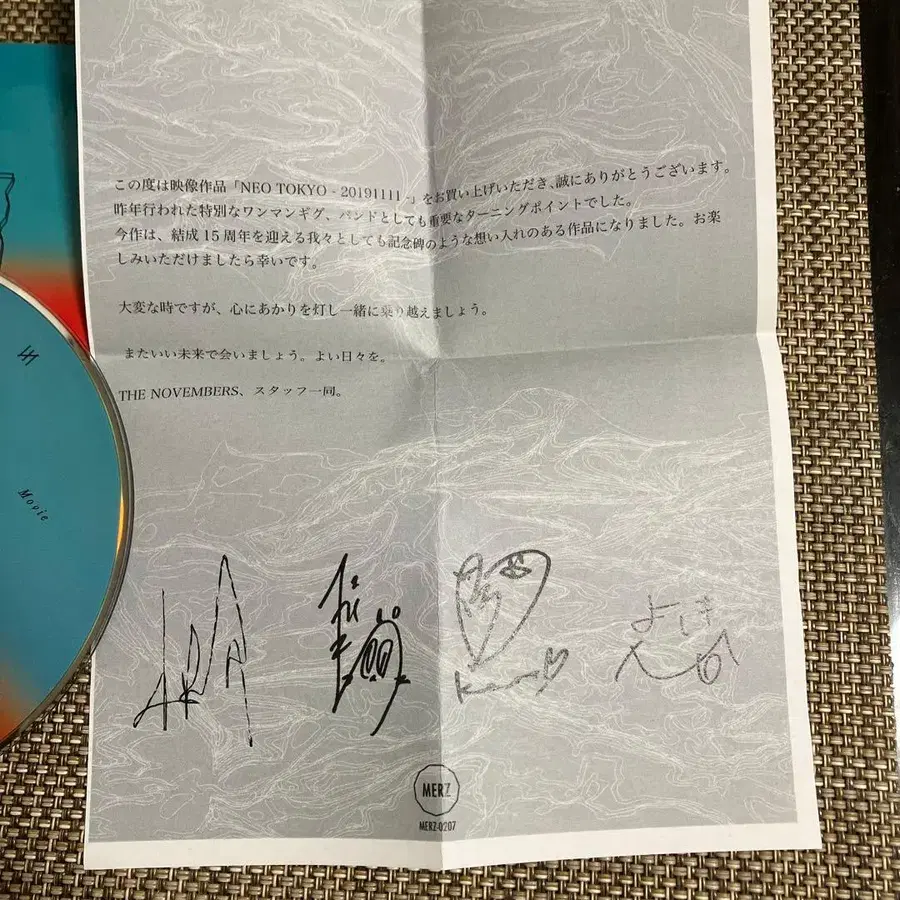 この度は映像作品「NEO TOKYO - 20191111 -」をお買い上げいただき、誠にありがとうございます。
昨年行われた特別なワンマンギグ、バンドとしても重要なターニングポイントでした。
今作は、結成 15 周年を迎える我々としても記念碑のような想い入れのある作品になりました。お楽
しみいただけましたら幸いです。
大変な時ですが、心にあかりを灯し一緒に乗り越えましょう。
またいい未来で会いましょう。よい日々を。
THE NOVEMBERS、スタッフ一同。
Movie
MERZ
MERZ-0207